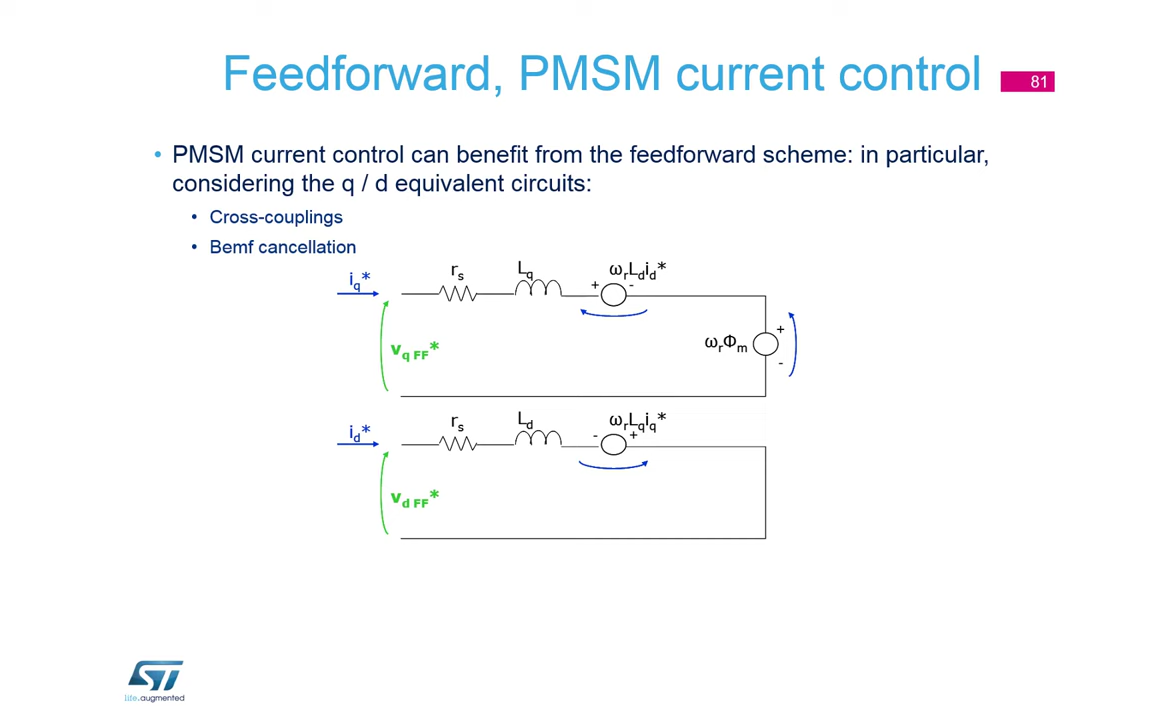 Feedforward, PMSM current control
81
• PMSM current control can benefit from the feedforward scheme: in particular,
considering the q / d equivalent circuits:
• Cross-couplings
• Bemf cancellation
iq*
rs
Lq
ωrLdid*
+
-
vq FF*
ωrΦm
+
-
id*
rs
Ld
ωrLqiq*
-
+
vd FF*
ST
life.augmented